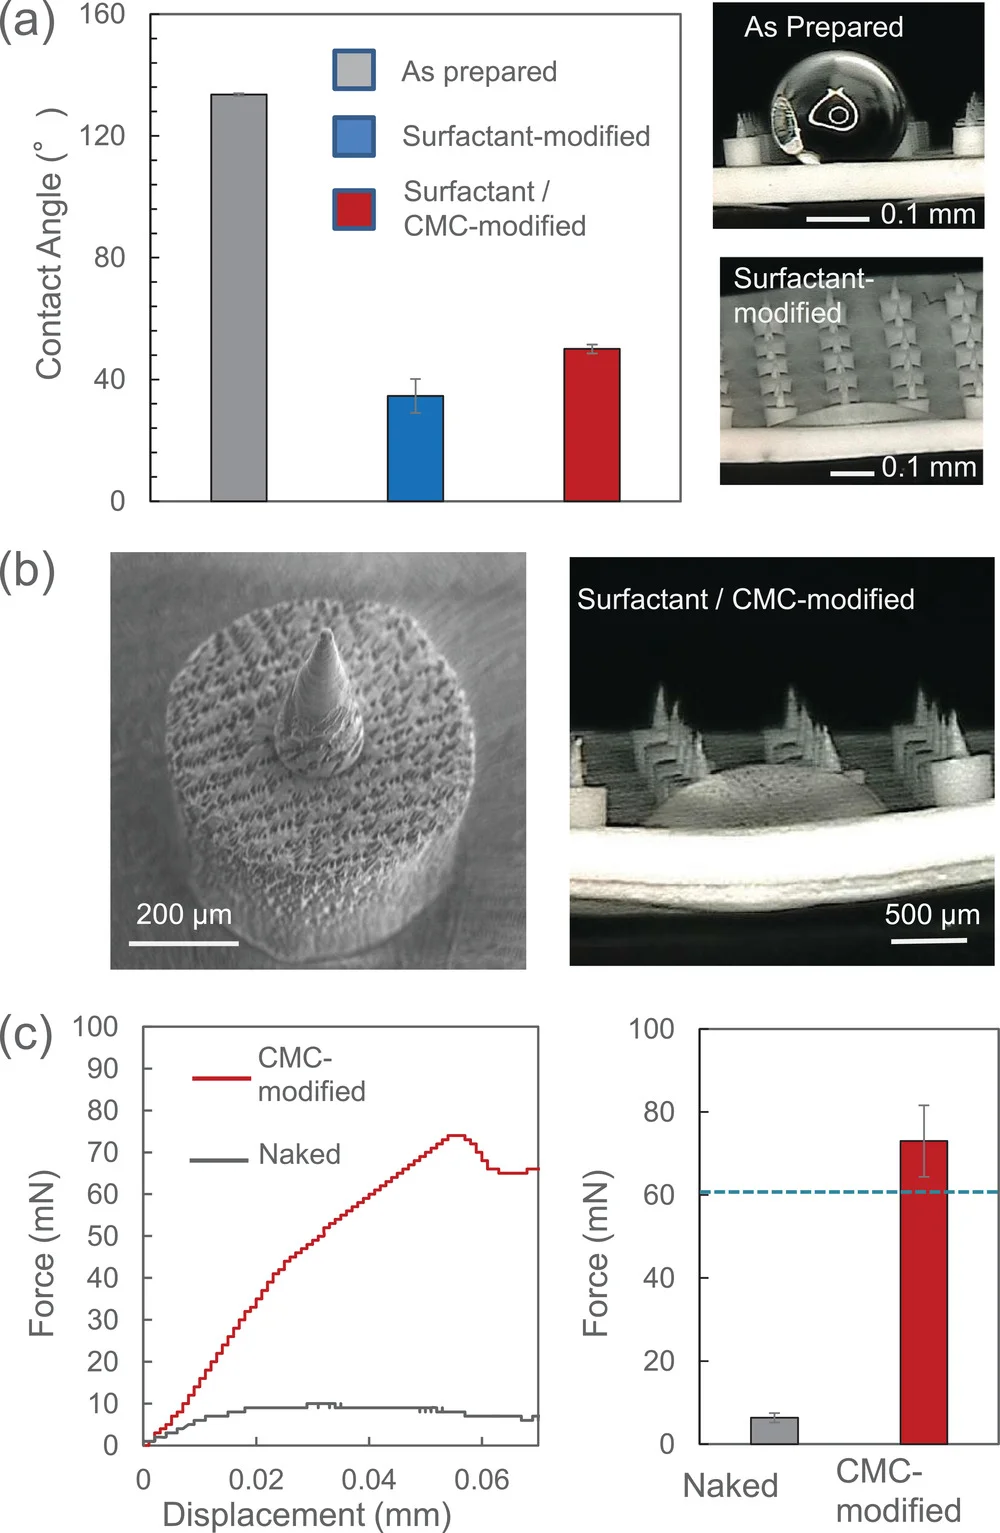 (a)
160
120
80
40
0
Contact Angle (° )
As prepared
Surfactant-modified
Surfactant /
CMC-modified
As Prepared
0.1 mm
Surfactant-
modified
0.1 mm
(b)
200 µm
Surfactant / CMC-modified
500 µm
(c)
100
90
80
70
60
50
40
30
20
10
0
Force (mN)
CMC-
modified
Naked
0 0.02 0.04 0.06
Displacement (mm)
100
80
60
40
20
0
Force (mN)
Naked
CMC-
modified